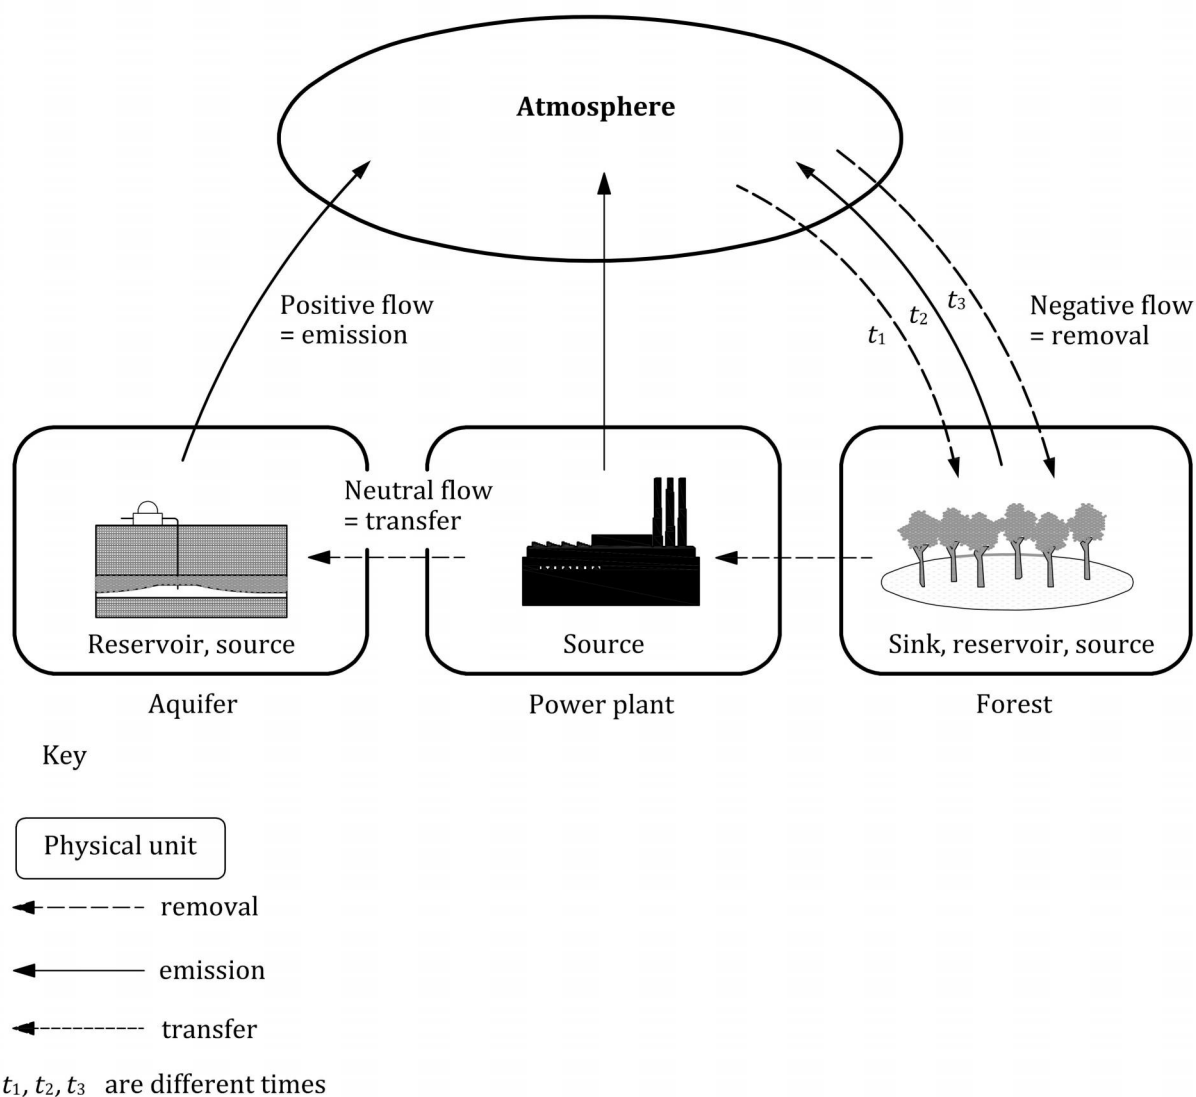 Atmosphere
Positive flow
= emission
t1
t2
t3
Negative flow
= removal
Neutral flow
= transfer
Reservoir, source
Source
Sink, reservoir, source
Aquifer
Power plant
Forest
Key
Physical unit
removal
emission
transfer
t1, t2, t3 are different times